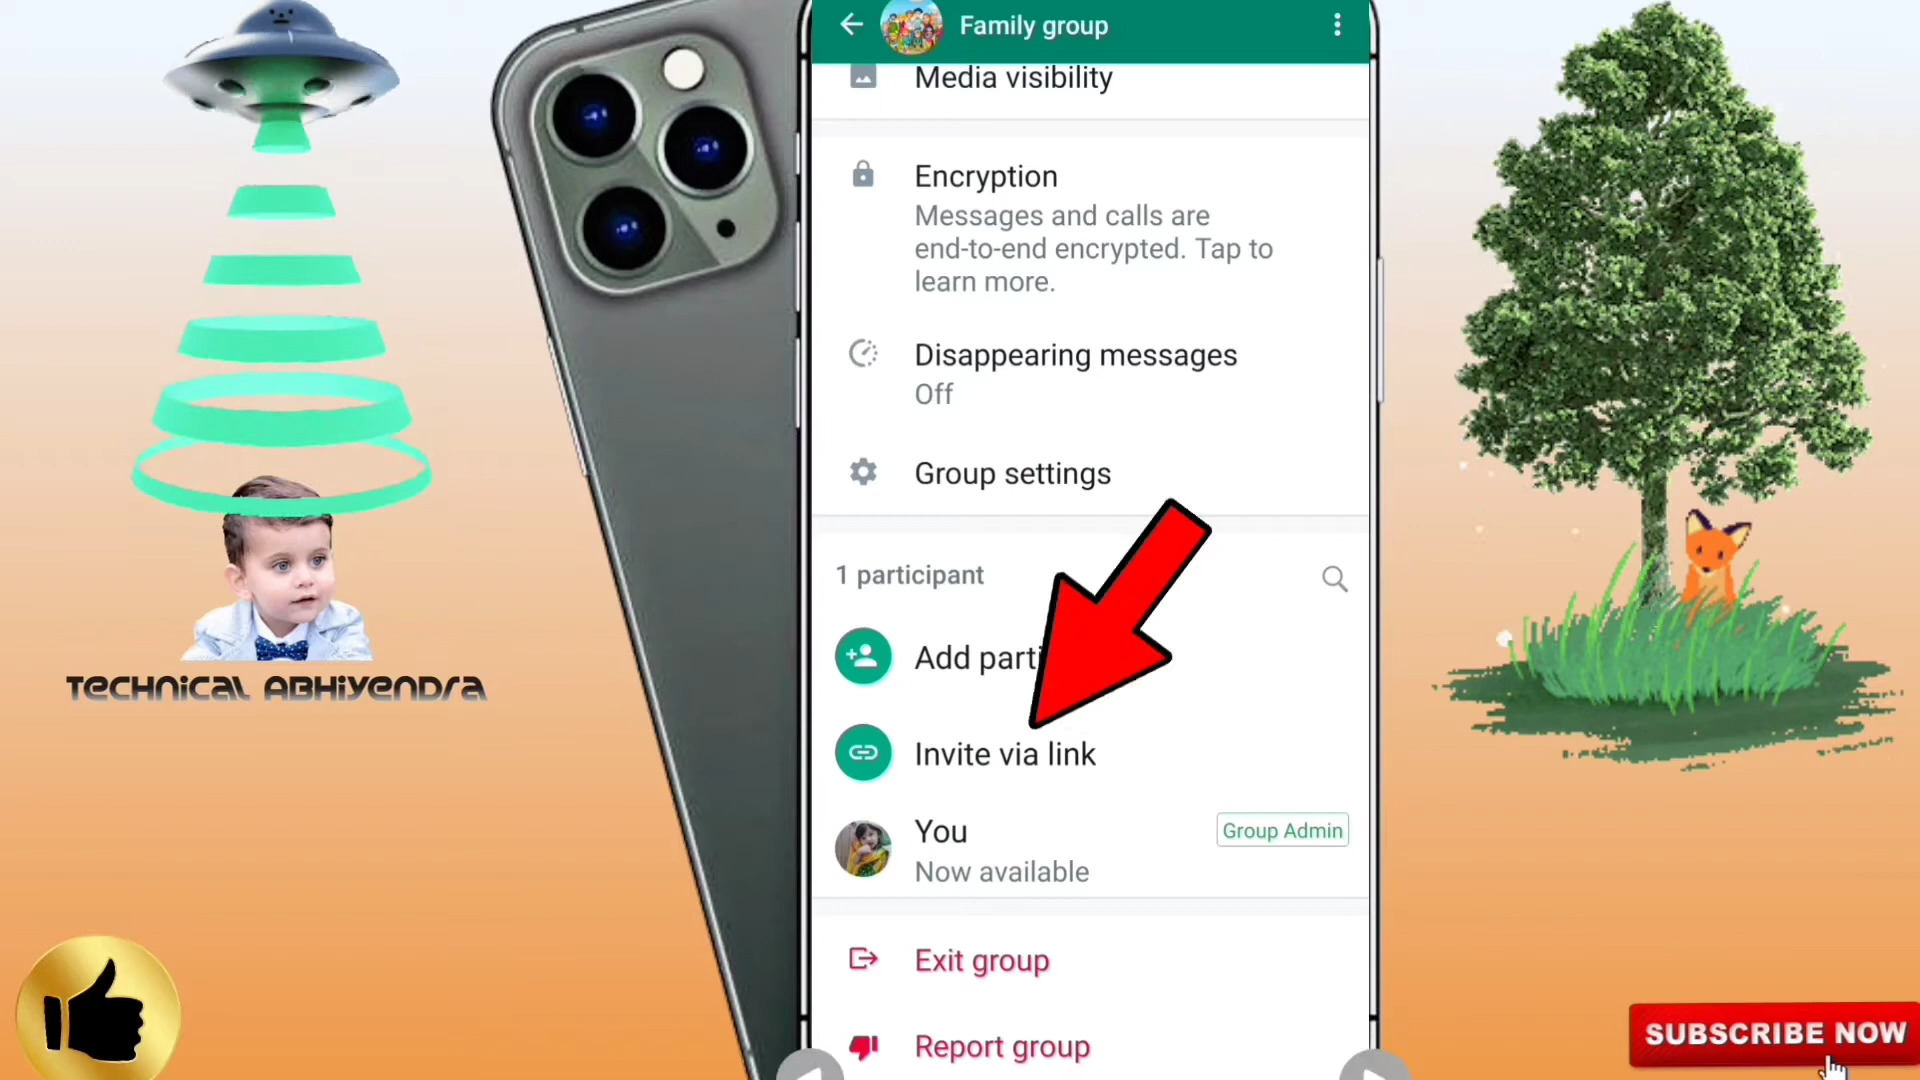 Family group
Media visibility
Encryption
Messages and calls are
end-to-end encrypted. Tap to
learn more.
Disappearing messages
Off
Group settings
1 participant
Add parti
Invite via link
You
Group Admin
Now available
Exit group
Report group
TECHNICAL ABHIYENDRA
SUBSCRIBE NOW